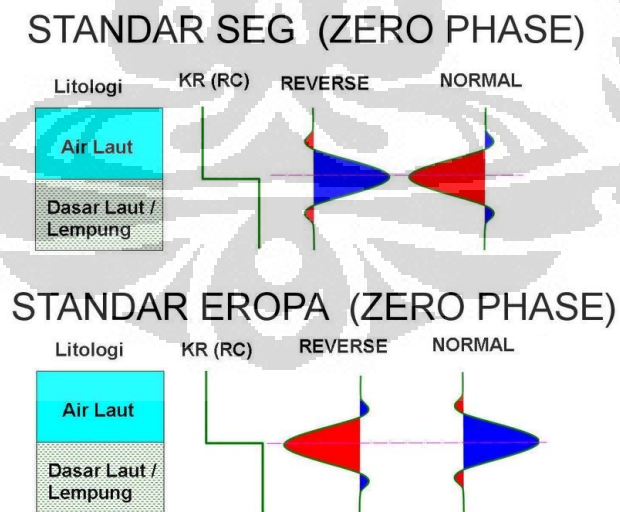 STANDAR SEG (ZERO PHASE)
Litologi
KR (RC)
REVERSE
NORMAL
Air Laut
Dasar Laut /
Lempung
STANDAR EROPA (ZERO PHASE)
Litologi
KR (RC)
REVERSE
NORMAL
Air Laut
Dasar Laut /
Lempung